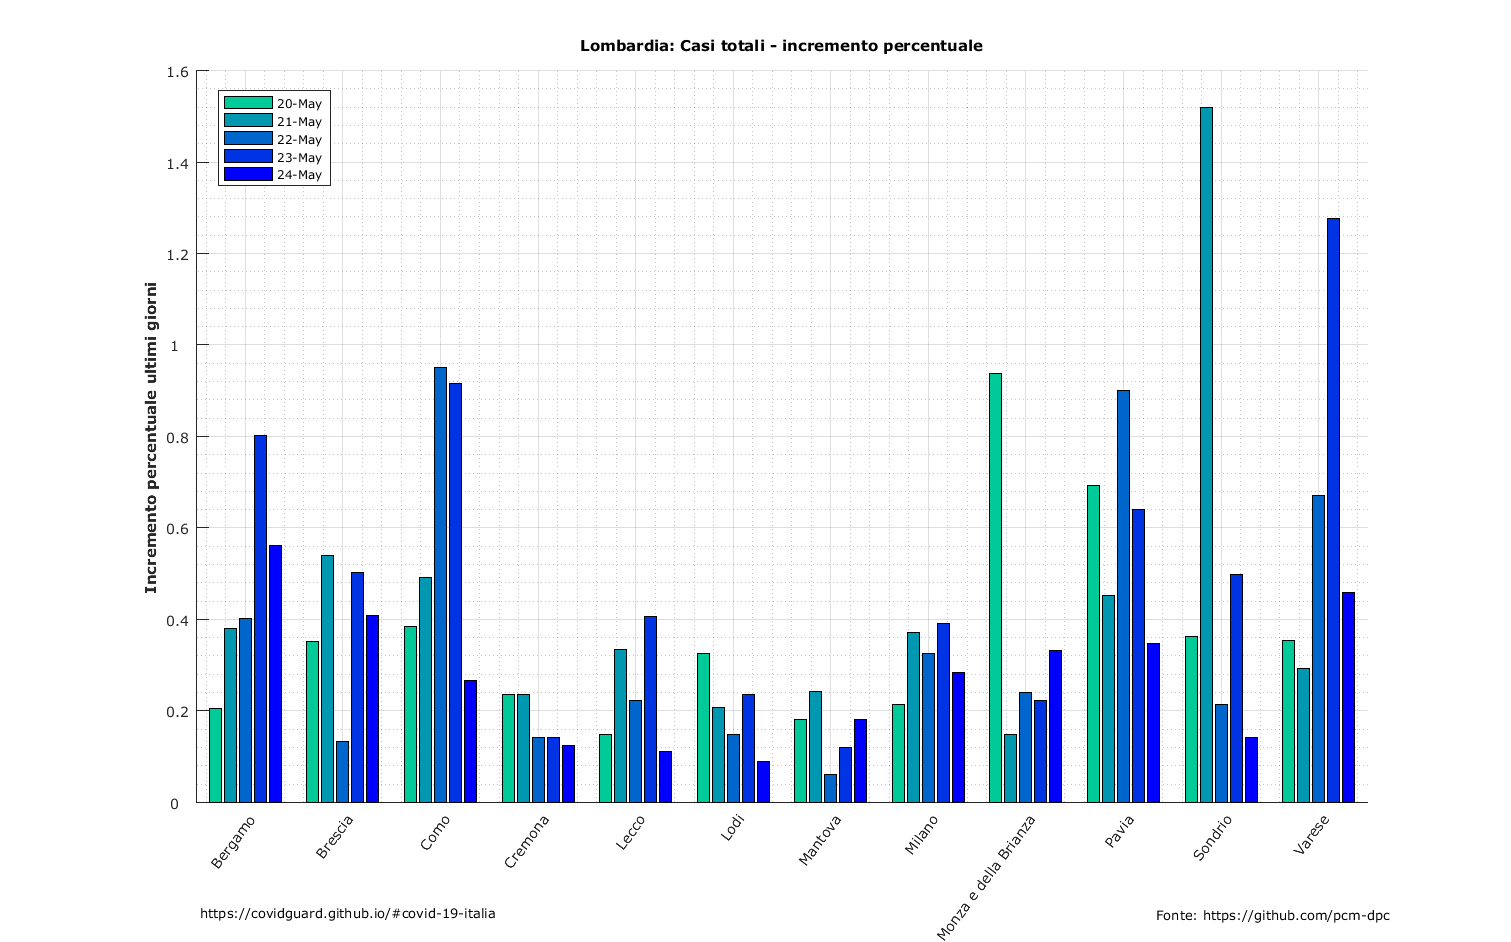 Lombardia: Casi totali - incremento percentuale
1.6
1.4
1.2
1
0.8
0.6
0.4
0.2
0
Incremento percentuale ultimi giorni
20-May
21-May
22-May
23-May
24-May
Bergamo
Brescia
Como
Cremona
Lecco
Lodi
Mantova
Milano
Monza e della Brianza
Pavia
Sondrio
Varese
https://covidguard.github.io/#covid-19-italia
Fonte: https://github.com/pcm-dpc